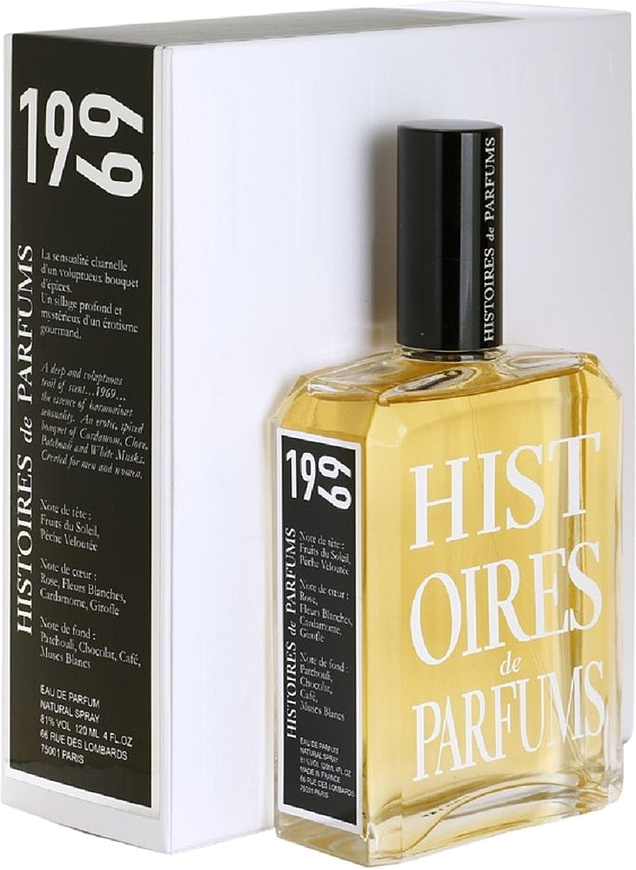 1969
HISTOIRES de PARFUMS
La sensualité charnelle
d'un voluptueux bouquet
d'épices.
Un sillage profond et
mystérieux d'un érotisme
gourmand.
A deep and voluptuous
trail of scent...1969...
the essence of harmonious
sensuality. An erotic, spiced
bouquet of Cardamome, Clove,
Patchouli and White Musks.
Created for men and women.
Note de tête :
Fruits du Soleil,
Pêche Veloutée
Note de cœur :
Rose, Fleurs Blanches,
Cardamome, Girofle
Note de fond :
Patchouli, Chocolat, Café,
Muscs Blancs
EAU DE PARFUM
NATURAL SPRAY
81% VOL 120 ML 4 FL.OZ
66 RUE DES LOMBARDS
75001 PARIS
HISTOIRES de PARFUMS
1969
HISTOIRES de PARFUMS
Note de tête :
Fruits du Soleil,
Pêche Veloutée
Note de cœur :
Rose,
Fleurs Blanches,
Cardamome,
Girofle
Note de fond :
Patchouli,
Chocolat,
Café,
Muscs Blancs
EAU DE PARFUM
NATURAL SPRAY
81%VOL 120ML 4FL.OZ
MADE IN FRANCE
66 RUE DES LOMBARDS
75001 PARIS
HIST
OIRES
de
PARFUMS